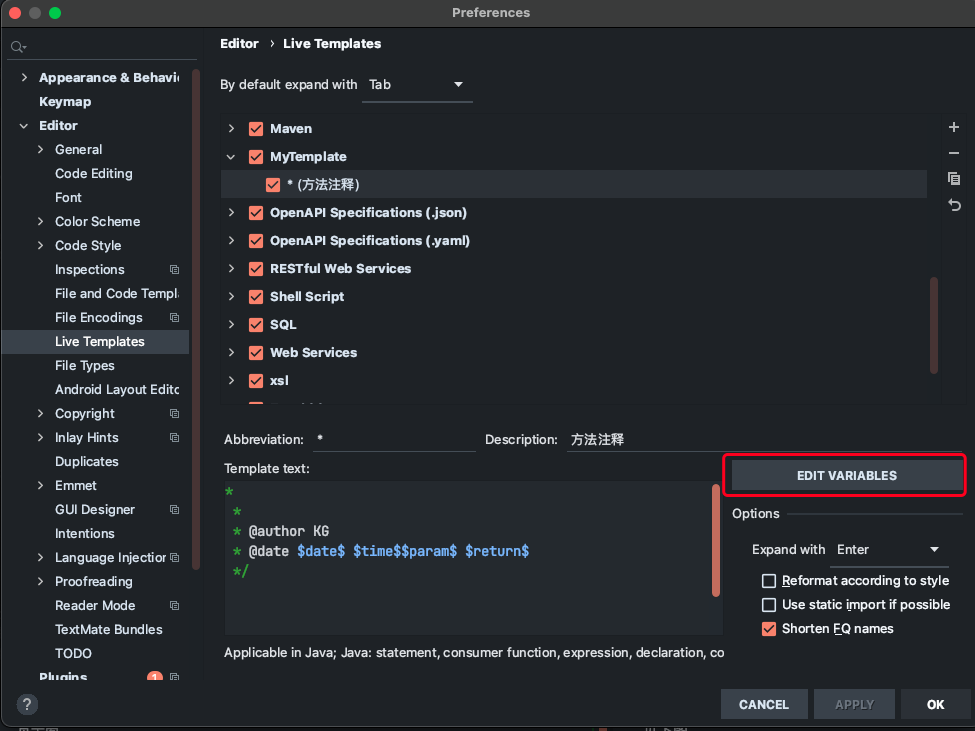 Preferences
Editor › Live Templates
By default expand with Tab
Appearance & Behavi
Keymap
Editor
General
Code Editing
Font
Color Scheme
Code Style
Inspections
File and Code Templa
File Encodings
Live Templates
File Types
Android Layout Edito
Copyright
Inlay Hints
Duplicates
Emmet
GUI Designer
Intentions
Language Injection
Proofreading
Reader Mode
TextMate Bundles
TODO
Plugins 1
Maven
MyTemplate
* (方法注释)
OpenAPI Specifications (.json)
OpenAPI Specifications (.yaml)
RESTful Web Services
Shell Script
SQL
Web Services
xsl
Abbreviation: *
Description: 方法注释
Template text:
*
*
* @author KG
* @date $date$ $time$$param$ $return$
*/
EDIT VARIABLES
Options
Expand with Enter
Reformat according to style
Use static import if possible
Shorten FQ names
Applicable in Java; Java: statement, consumer function, expression, declaration, co
?
CANCEL
APPLY
OK